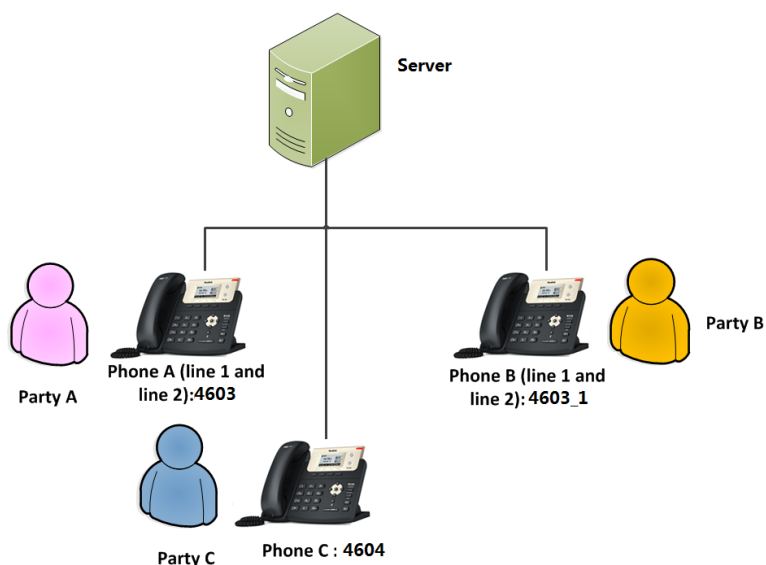 Server
Party B
Phone A (line 1 and
line 2):4603
Phone B (line 1 and
line 2): 4603_1
Party A
Phone C : 4604
Party C